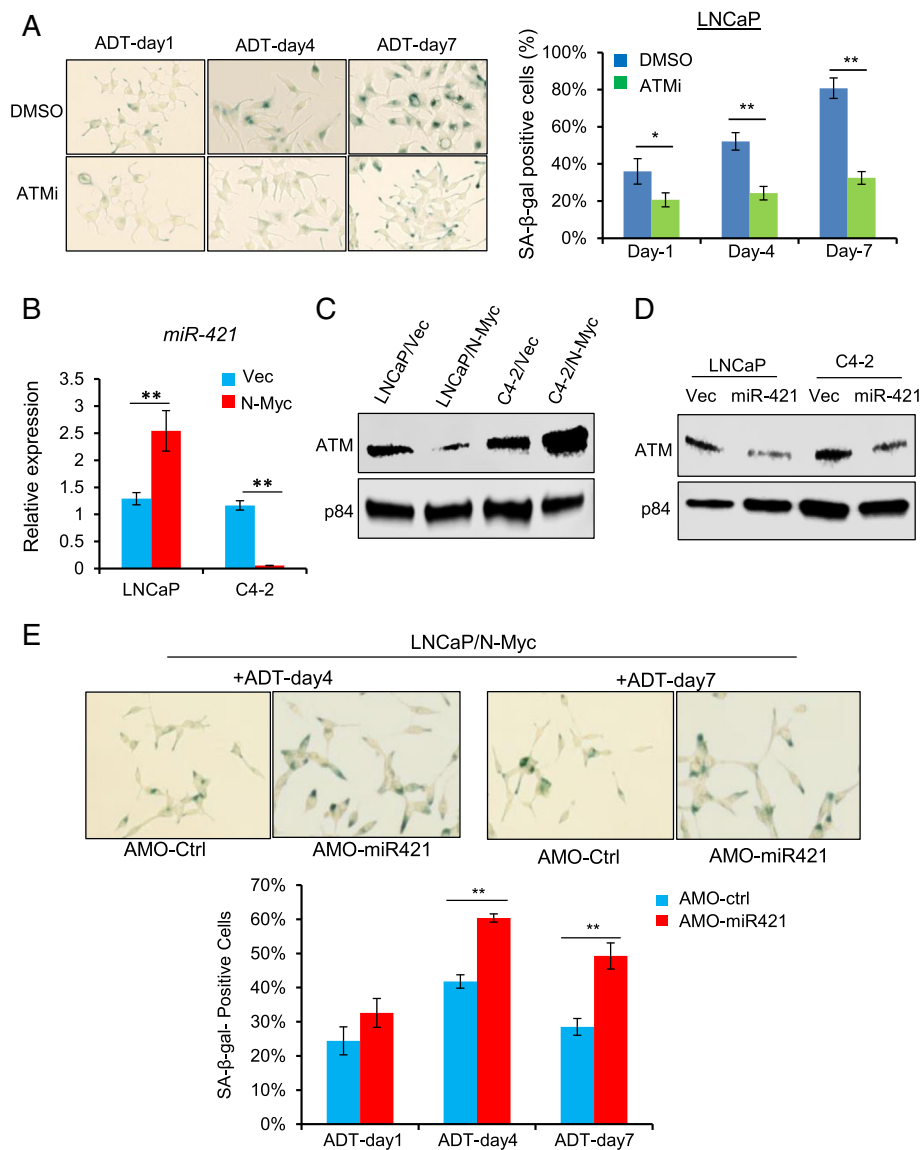 A
ADT-day1 ADT-day4 ADT-day7
DMSO
ATMi
LNCaP
SA-β-gal positive cells (%)
100%
80%
60%
40%
20%
0%
DMSO
ATMi
*
**
**
Day-1 Day-4 Day-7
B
miR-421
Relative expression
3.5
3
2.5
2
1.5
1
0.5
0
Vec
N-Myc
**
**
LNCaP C4-2
C
LNCaP/Vec
LNCaP/N-Myc
C4-2/Vec
C4-2/N-Myc
ATM
p84
D
LNCaP C4-2
Vec miR-421 Vec miR-421
ATM
p84
E
LNCaP/N-Myc
+ADT-day4 +ADT-day7
AMO-Ctrl AMO-miR421 AMO-Ctrl AMO-miR421
SA-β-gal- Positive Cells
70%
60%
50%
40%
30%
20%
10%
0%
**
**
AMO-ctrl
AMO-miR421
ADT-day1 ADT-day4 ADT-day7